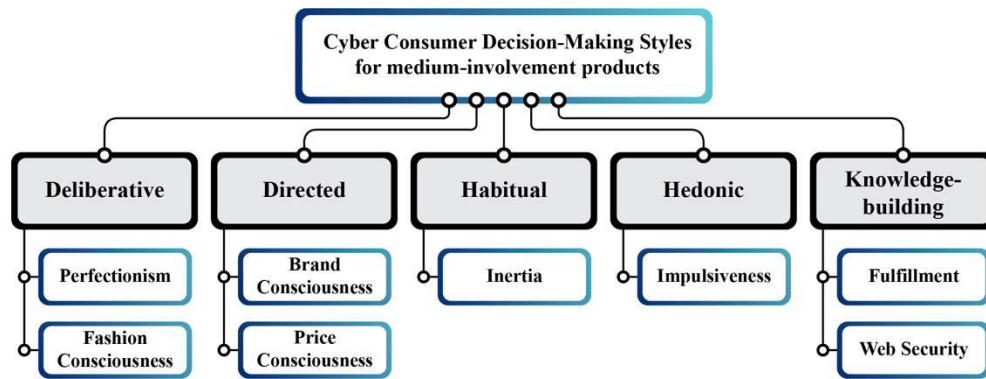 Cyber Consumer Decision-Making Styles
for medium-involvement products
Deliberative
Directed
Habitual
Hedonic
Knowledge-
building
Perfectionism
Fashion
Consciousness
Brand
Consciousness
Price
Consciousness
Inertia
Impulsiveness
Fulfillment
Web Security